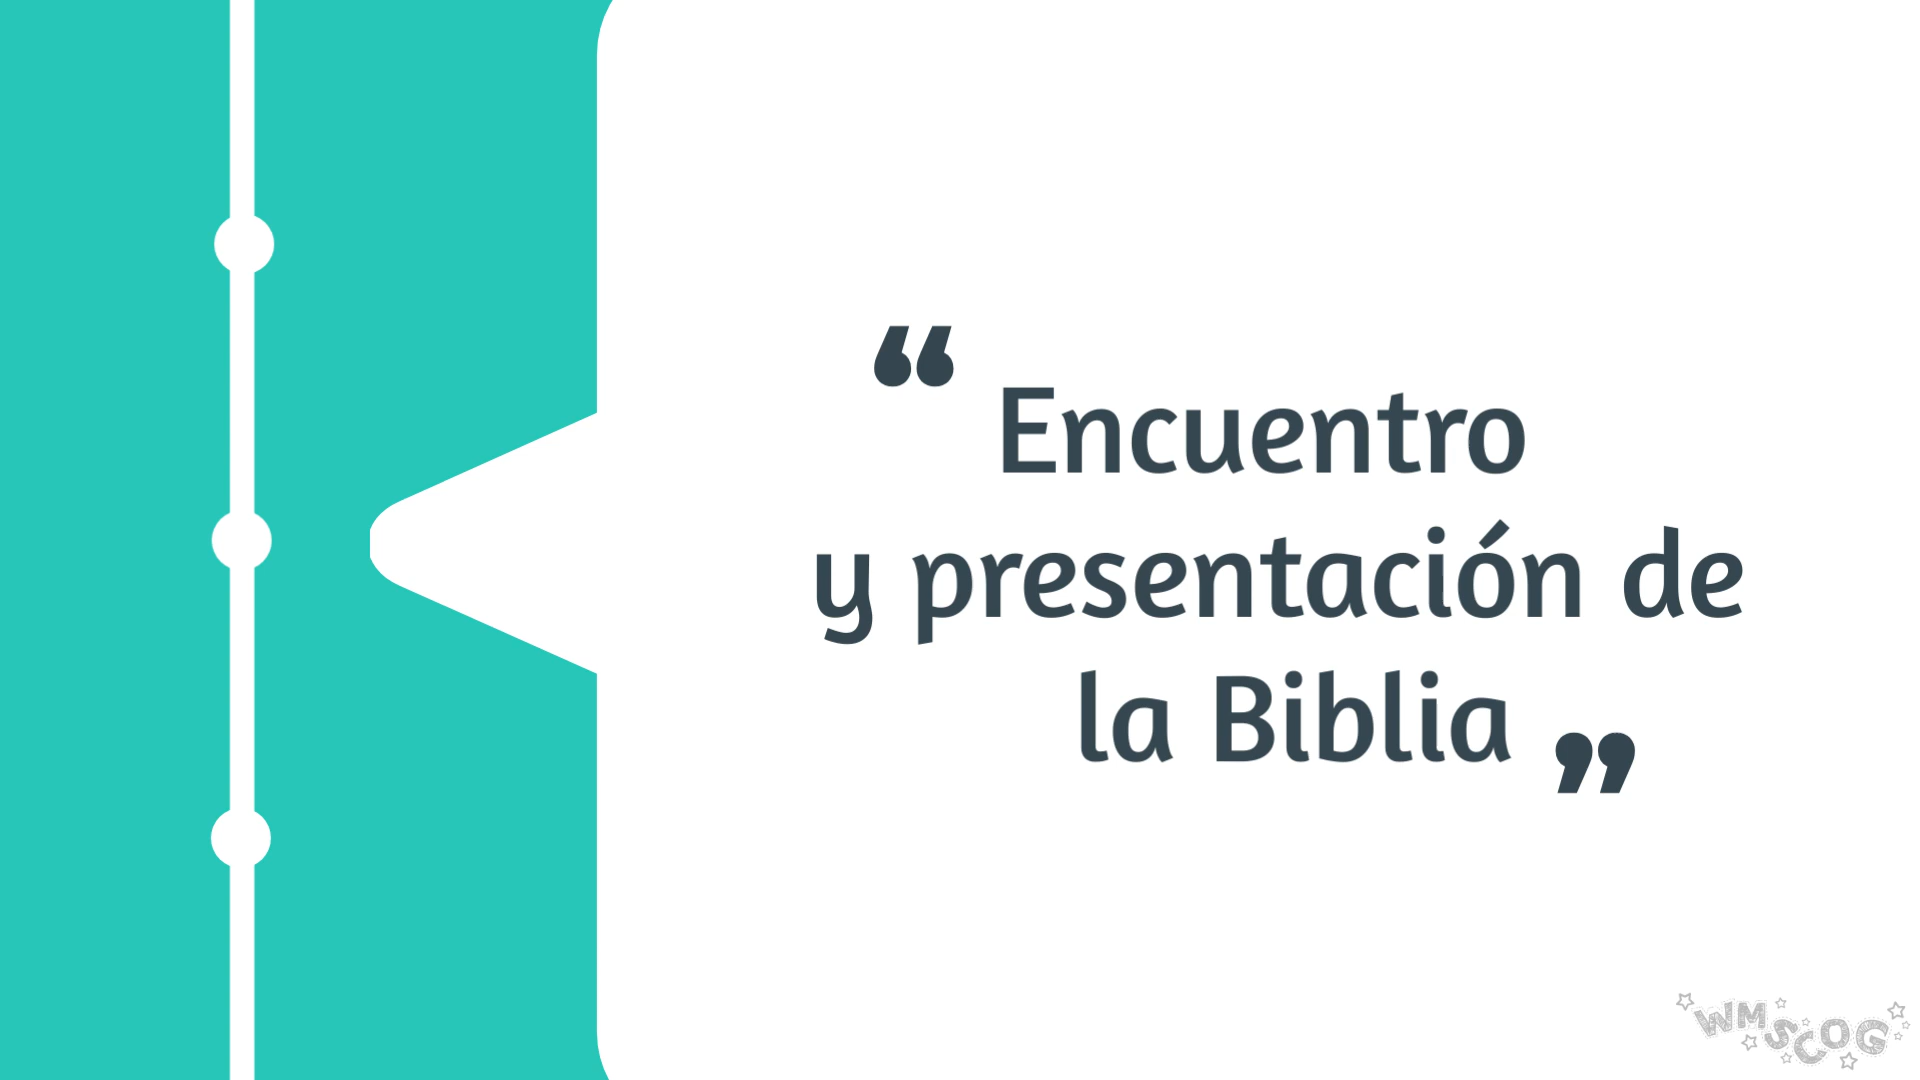 “ Encuentro
y presentación de
la Biblia ”
WMSCOG